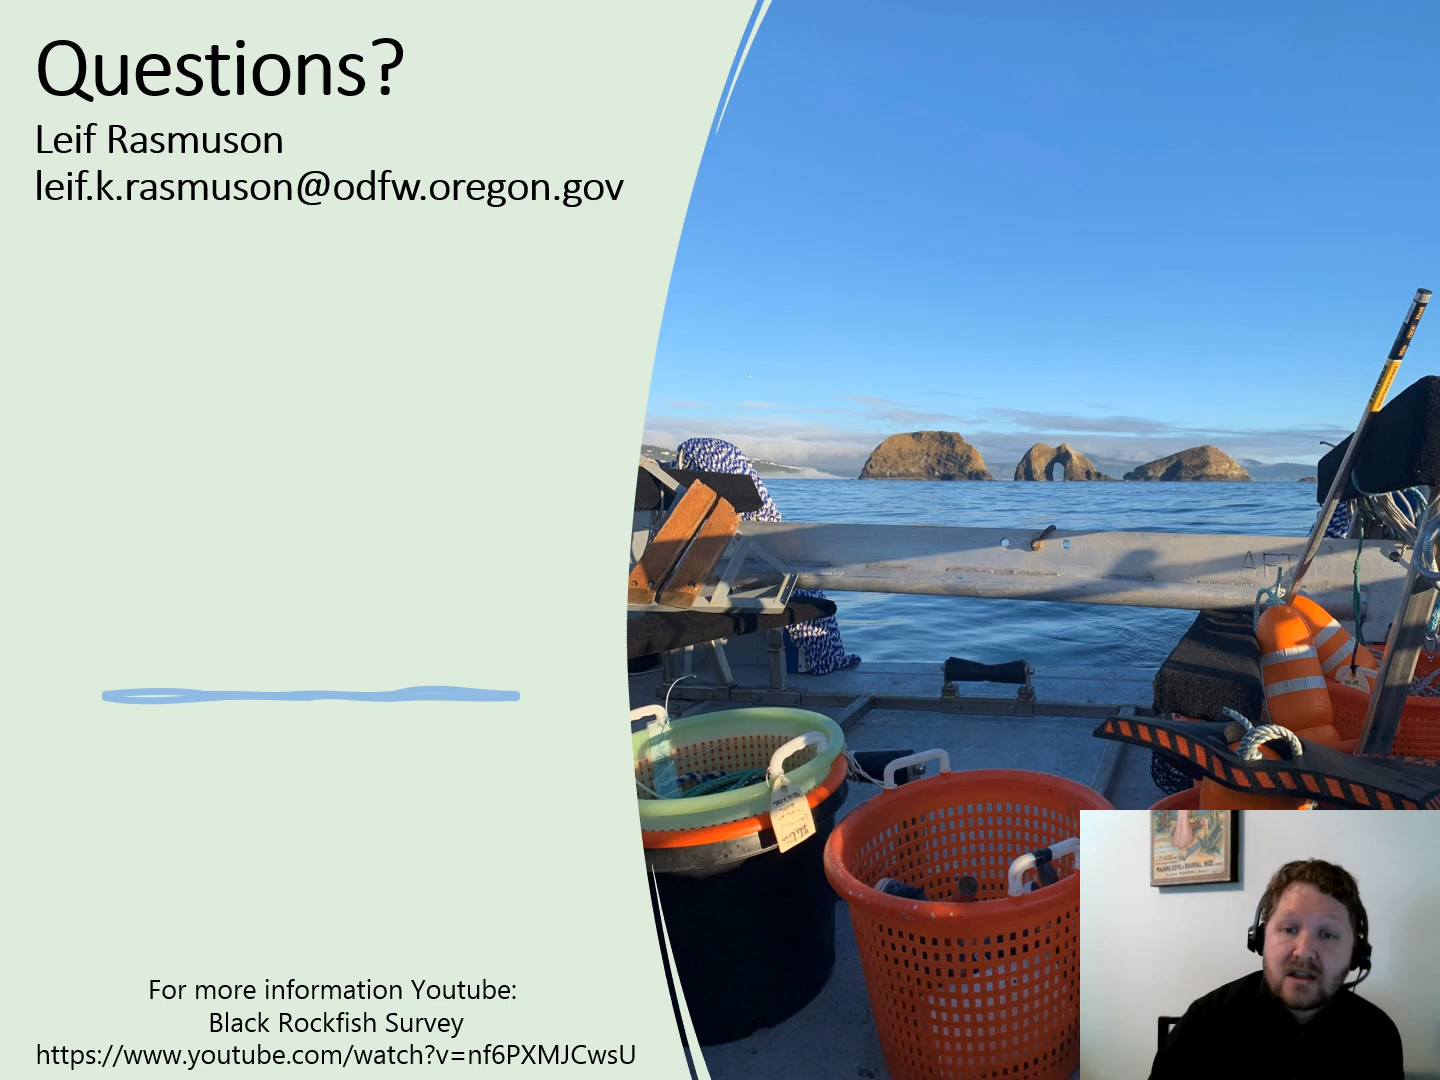 Questions?
Leif Rasmuson
leif.k.rasmuson@odfw.oregon.gov
AFT
For more information Youtube:
Black Rockfish Survey
https://www.youtube.com/watch?v=nf6PXMJCwsU